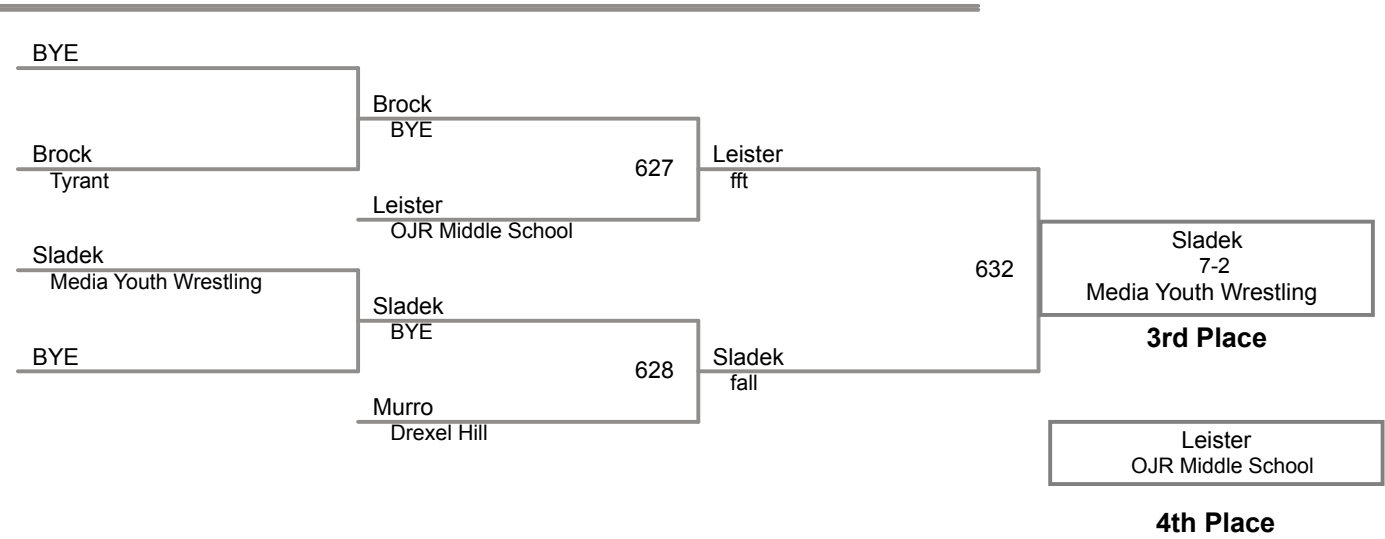 BYE
Brock
BYE
Brock
Tyrant
627
Leister
fft
Leister
OJR Middle School
Sladek
Media Youth Wrestling
632
Sladek
7-2
Media Youth Wrestling
Sladek
BYE
3rd Place
BYE
628
Sladek
fall
Murro
Drexel Hill
Leister
OJR Middle School
4th Place